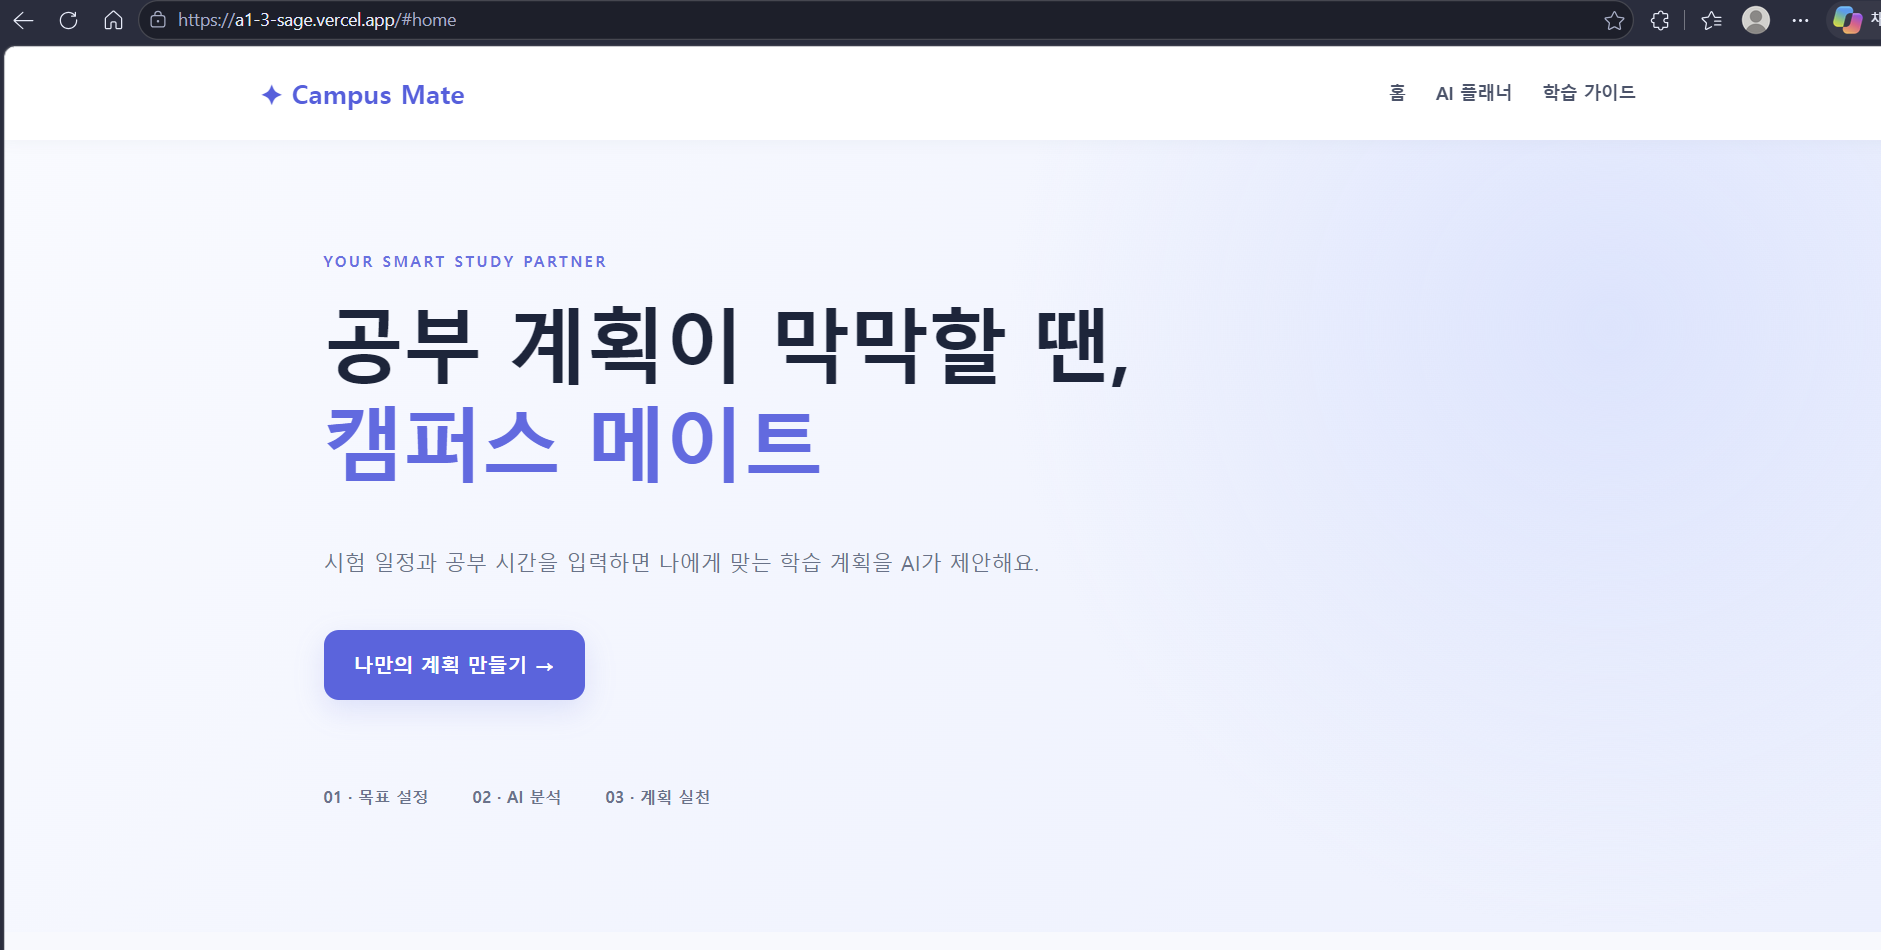 https://a1-3-sage.vercel.app/#home
✦ Campus Mate
홈 AI 플래너 학습 가이드
YOUR SMART STUDY PARTNER
공부 계획이 막막할 땐,
캠퍼스 메이트
시험 일정과 공부 시간을 입력하면 나에게 맞는 학습 계획을 AI가 제안해요.
나만의 계획 만들기 →
01 · 목표 설정 02 · AI 분석 03 · 계획 실천